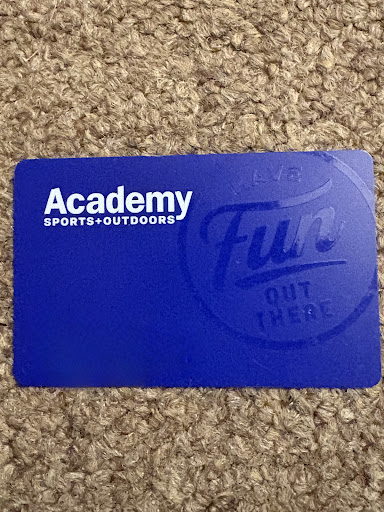 Academy
SPORTS+OUTDOORS
HAVE
Fun
OUT
THERE